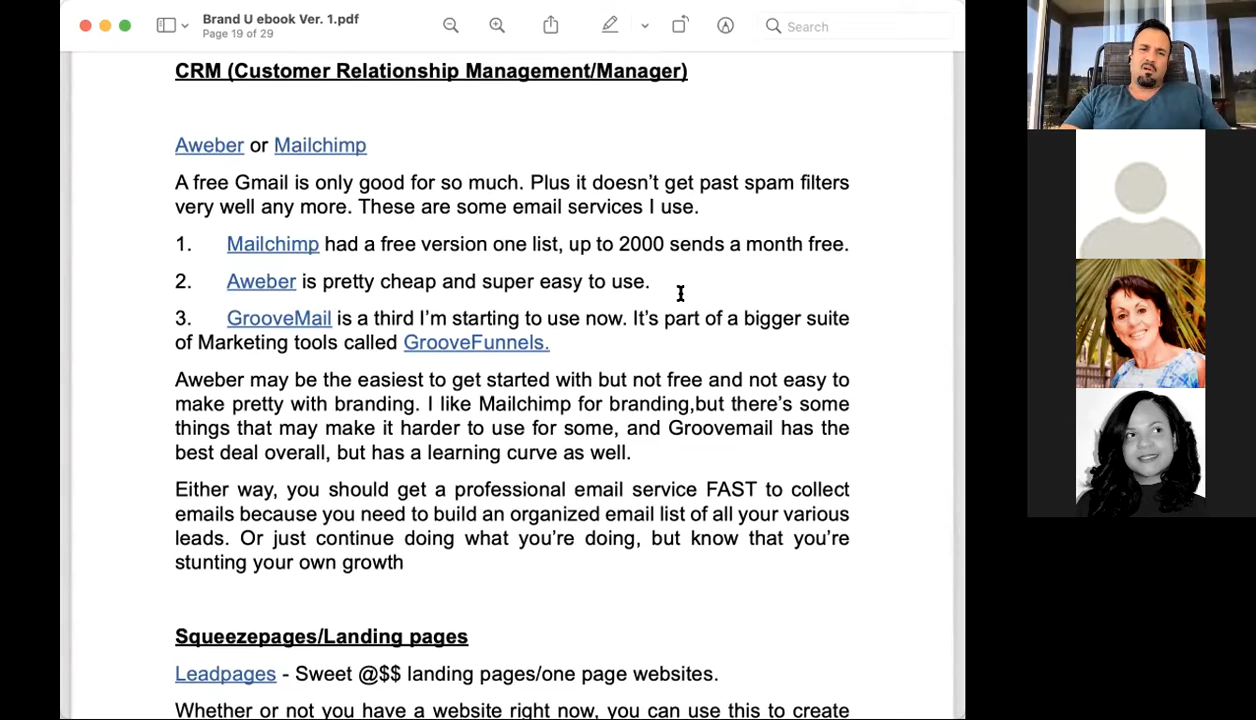 Brand U ebook Ver. 1.pdf
Page 19 of 29
Search
CRM (Customer Relationship Management/Manager)
Aweber or Mailchimp
A free Gmail is only good for so much. Plus it doesn’t get past spam filters
very well any more. These are some email services I use.
1. Mailchimp had a free version one list, up to 2000 sends a month free.
2. Aweber is pretty cheap and super easy to use.
3. GrooveMail is a third I’m starting to use now. It’s part of a bigger suite
of Marketing tools called GrooveFunnels.
Aweber may be the easiest to get started with but not free and not easy to
make pretty with branding. I like Mailchimp for branding,but there’s some
things that may make it harder to use for some, and Groovemail has the
best deal overall, but has a learning curve as well.
Either way, you should get a professional email service FAST to collect
emails because you need to build an organized email list of all your various
leads. Or just continue doing what you’re doing, but know that you’re
stunting your own growth
Squeezepages/Landing pages
Leadpages - Sweet @$$ landing pages/one page websites.
Whether or not you have a website right now, you can use this to create